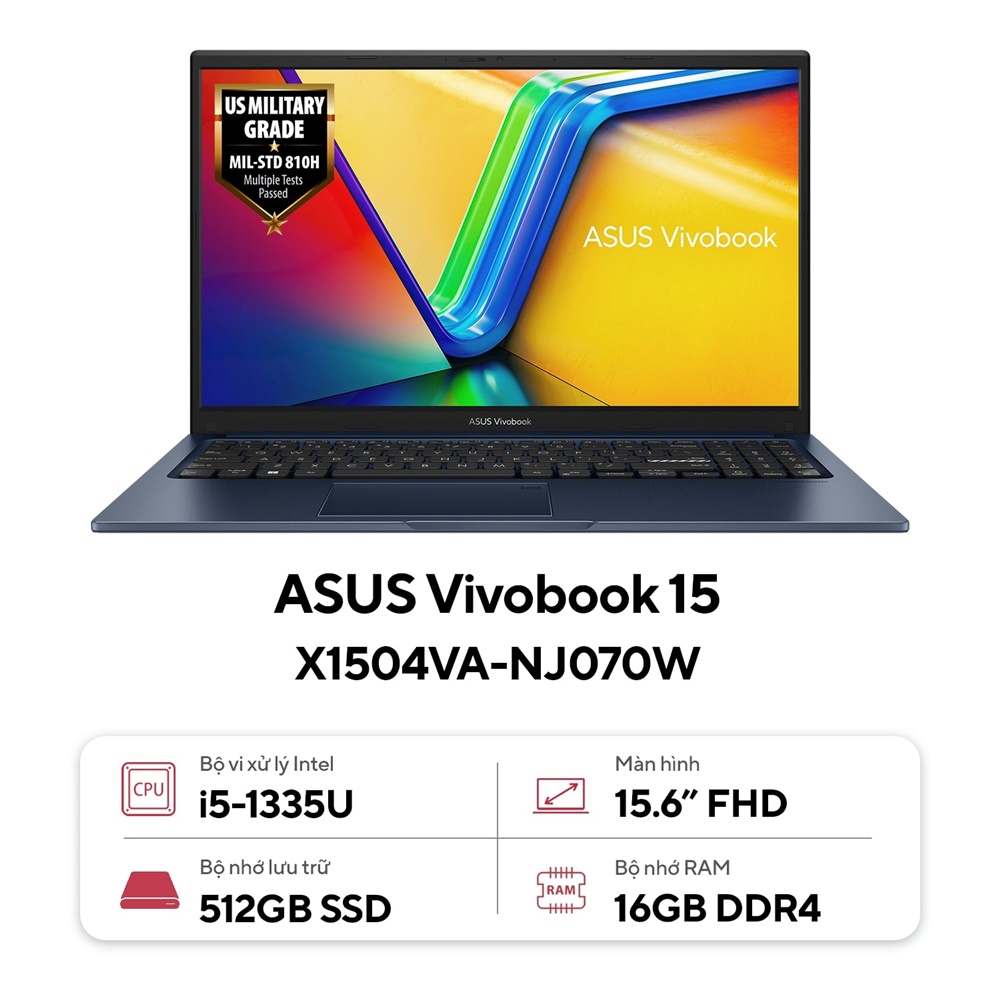 US MILITARY
GRADE
MIL-STD 810H
Multiple Tests
Passed
ASUS Vivobook
ASUS Vivobook
ASUS Vivobook 15
X1504VA-NJ070W
CPU
Bộ vi xử lý Intel
i5-1335U
Màn hình
15.6” FHD
Bộ nhớ lưu trữ
512GB SSD
RAM
Bộ nhớ RAM
16GB DDR4